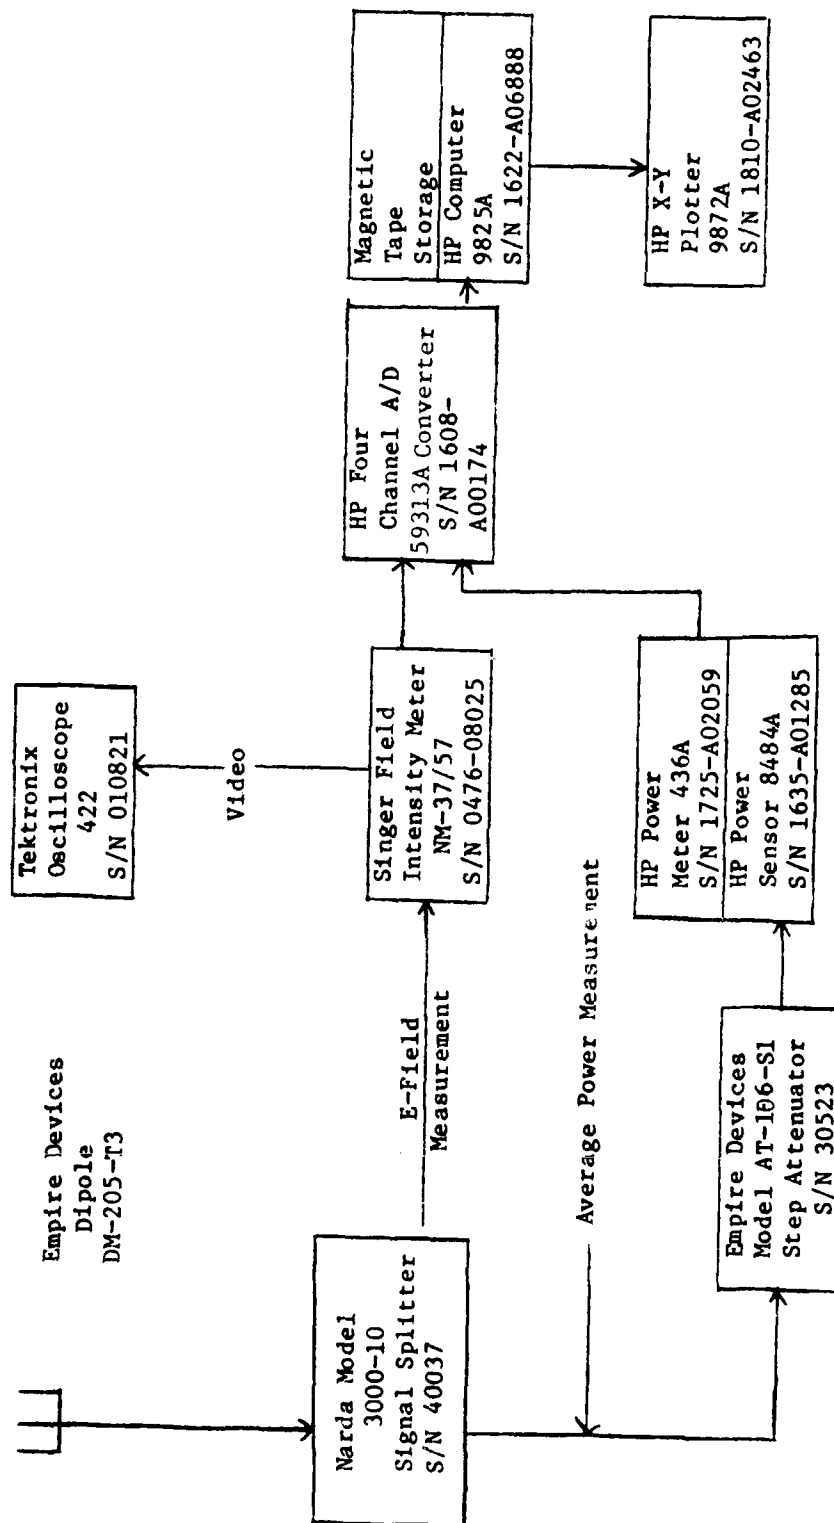 Empire Devices
Dipole
DM-205-T3
Narda Model
3000-10
Signal Splitter
S/N 40037
E-Field
Measurement
Average Power Measurement
Tektronix
Oscilloscope
422
S/N 010821
Video
Singer Field
Intensity Meter
NM-37/57
S/N 0476-08025
Empire Devices
Model AT-106-S1
Step Attenuator
S/N 30523
HP Power
Meter 436A
S/N 1725-A02059
HP Power
Sensor 8484A
S/N 1635-A01285
HP Four
Channel A/D
59313A Converter
S/N 1608-
A00174
Magnetic
Tape
Storage
HP Computer
9825A
S/N 1622-A06888
HP X-Y
Plotter
9872A
S/N 1810-A02463